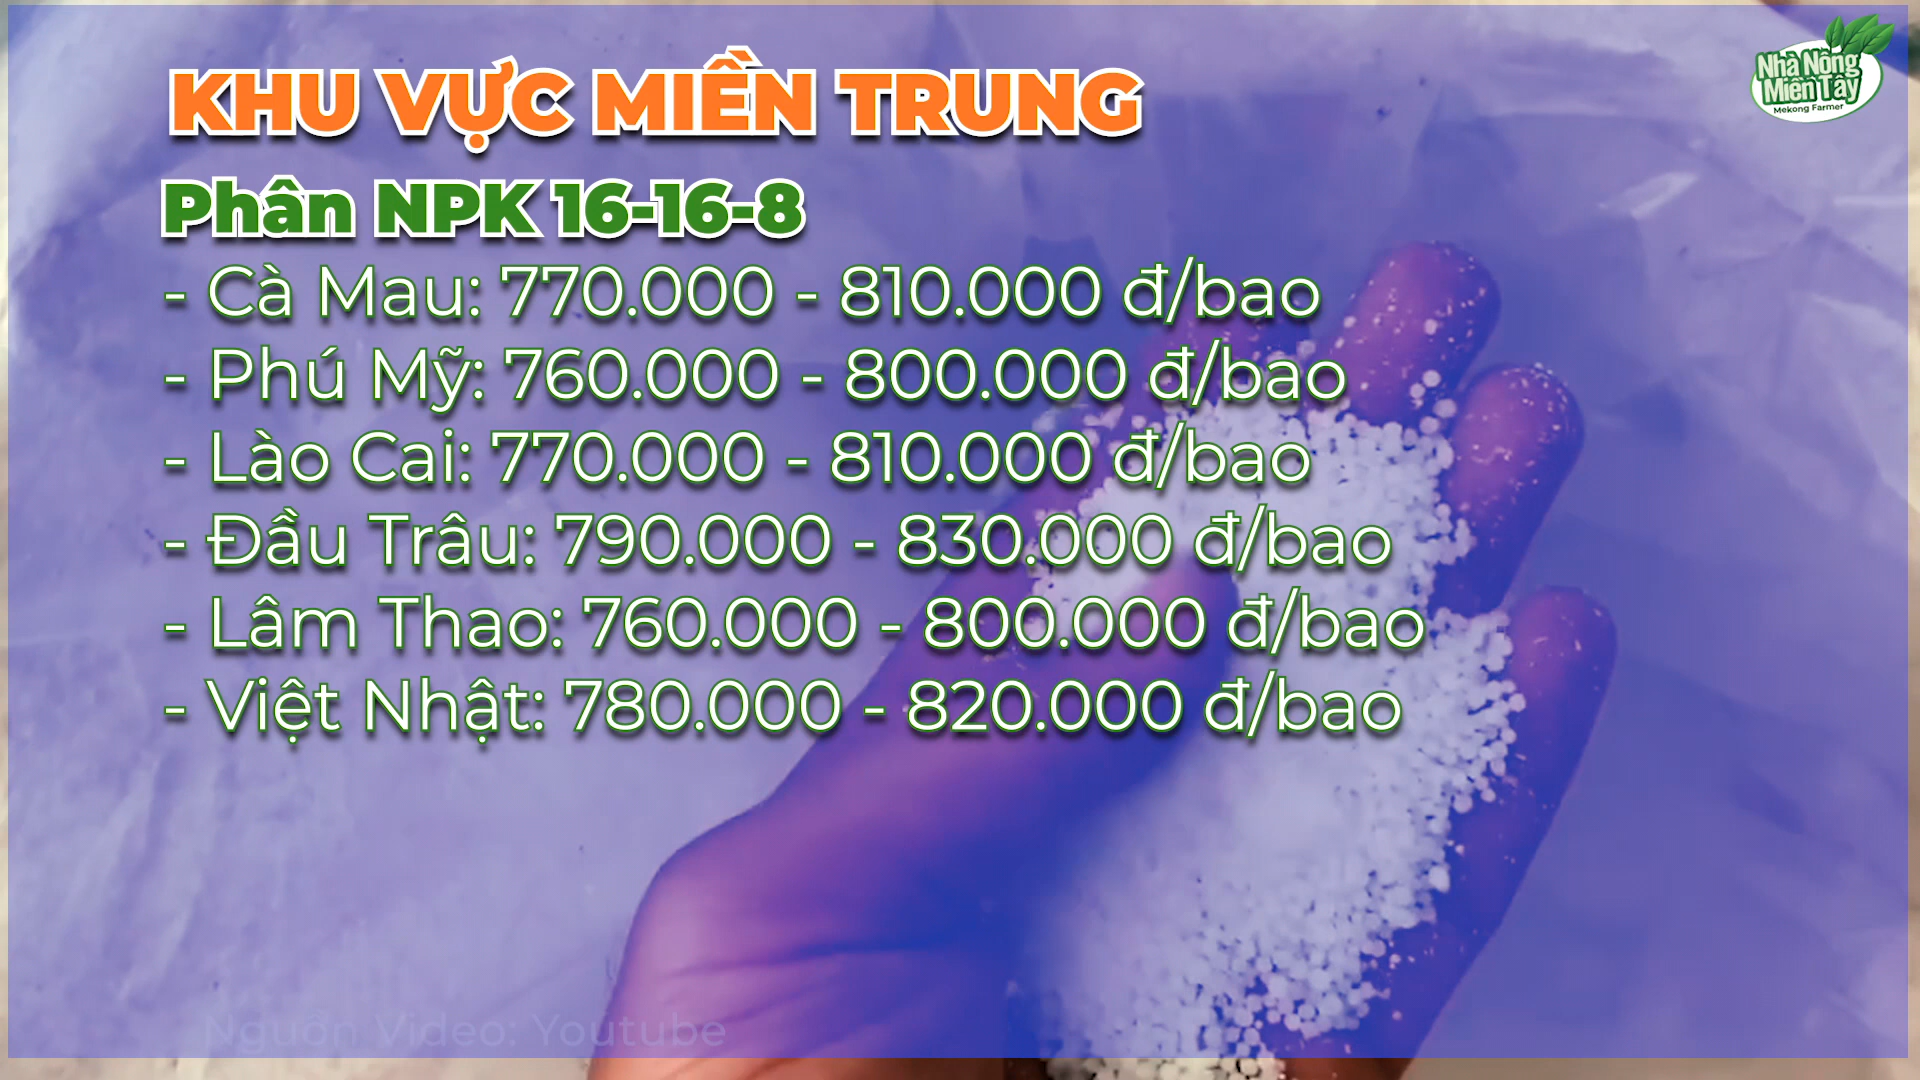 KHU VỰC MIỀN TRUNG
Nhà Nông
Miền Tây
Mekong Farmer
Phân NPK 16-16-8
- Cà Mau: 770.000 - 810.000 đ/bao
- Phú Mỹ: 760.000 - 800.000 đ/bao
- Lào Cai: 770.000 - 810.000 đ/bao
- Đầu Trâu: 790.000 - 830.000 đ/bao
- Lâm Thao: 760.000 - 800.000 đ/bao
- Việt Nhật: 780.000 - 820.000 đ/bao
Nguồn Video: Youtube